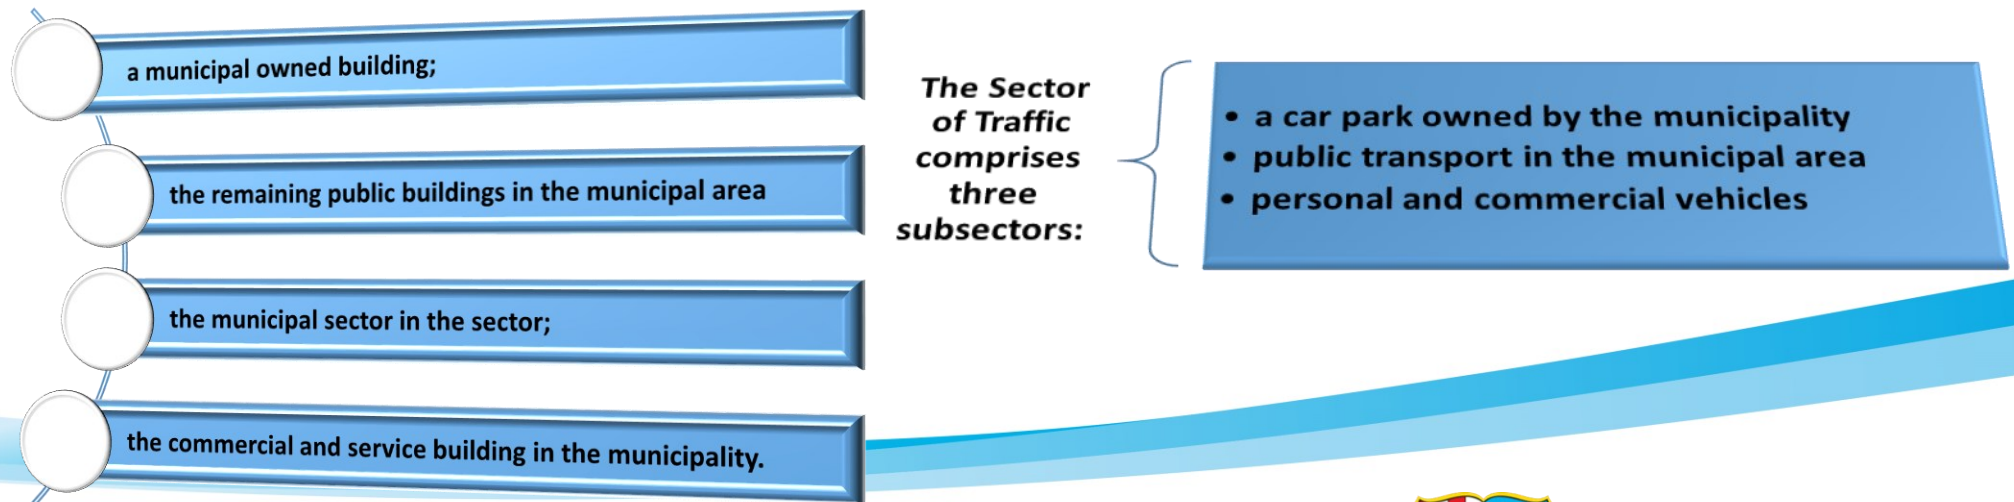 a municipal owned building;
the remaining public buildings in the municipal area
the municipal sector in the sector;
the commercial and service building in the municipality.
The Sector
of Traffic
comprises
three
subsectors:
• a car park owned by the municipality
• public transport in the municipal area
• personal and commercial vehicles